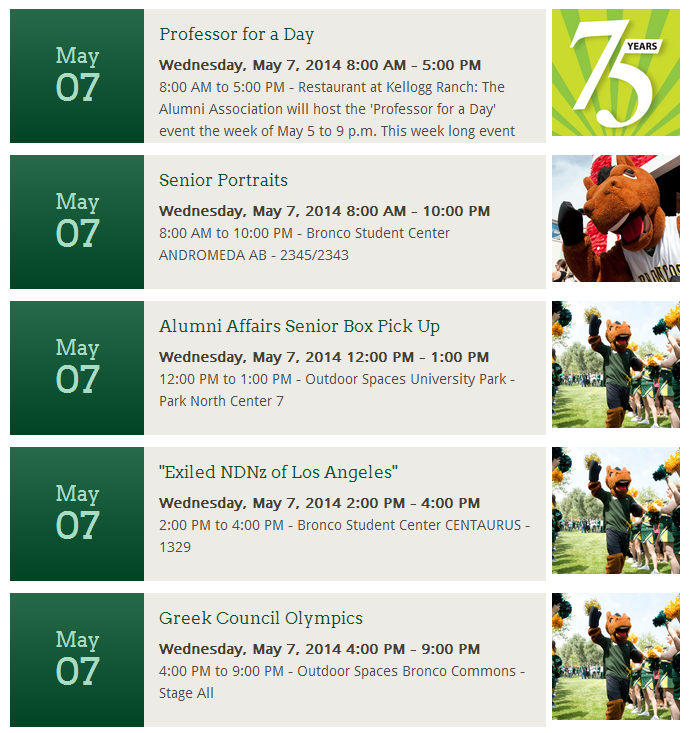 May
07
Professor for a Day
Wednesday, May 7, 2014 8:00 AM - 5:00 PM
8:00 AM to 5:00 PM - Restaurant at Kellogg Ranch: The
Alumni Association will host the 'Professor for a Day'
event the week of May 5 to 9 p.m. This week long event
75
YEARS
May
07
Senior Portraits
Wednesday, May 7, 2014 8:00 AM - 10:00 PM
8:00 AM to 10:00 PM - Bronco Student Center
ANDROMEDA AB - 2345/2343
May
07
Alumni Affairs Senior Box Pick Up
Wednesday, May 7, 2014 12:00 PM - 1:00 PM
12:00 PM to 1:00 PM - Outdoor Spaces University Park -
Park North Center 7
May
07
"Exiled NDNz of Los Angeles"
Wednesday, May 7, 2014 2:00 PM - 4:00 PM
2:00 PM to 4:00 PM - Bronco Student Center CENTAURUS -
1329
May
07
Greek Council Olympics
Wednesday, May 7, 2014 4:00 PM - 9:00 PM
4:00 PM to 9:00 PM - Outdoor Spaces Bronco Commons -
Stage All